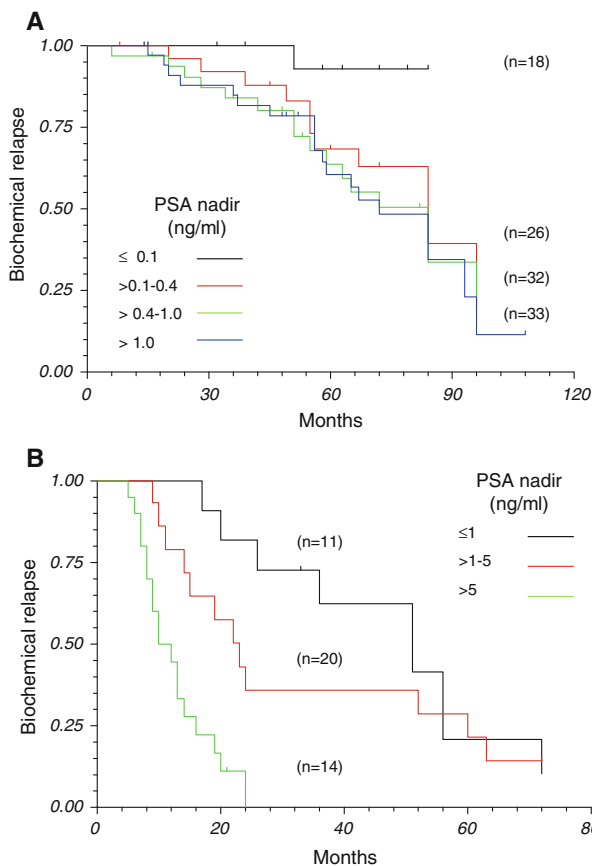 A
1.00
0.75
0.50
0.25
0.00
Biochemical relapse
(n=18)
(n=26)
(n=32)
(n=33)
PSA nadir
(ng/ml)
≤ 0.1
>0.1-0.4
> 0.4-1.0
> 1.0
0 30 60 90 120
Months
B
1.00
0.75
0.50
0.25
0.00
Biochemical relapse
PSA nadir
(ng/ml)
≤1
>1-5
>5
(n=11)
(n=20)
(n=14)
0 20 40 60
Months